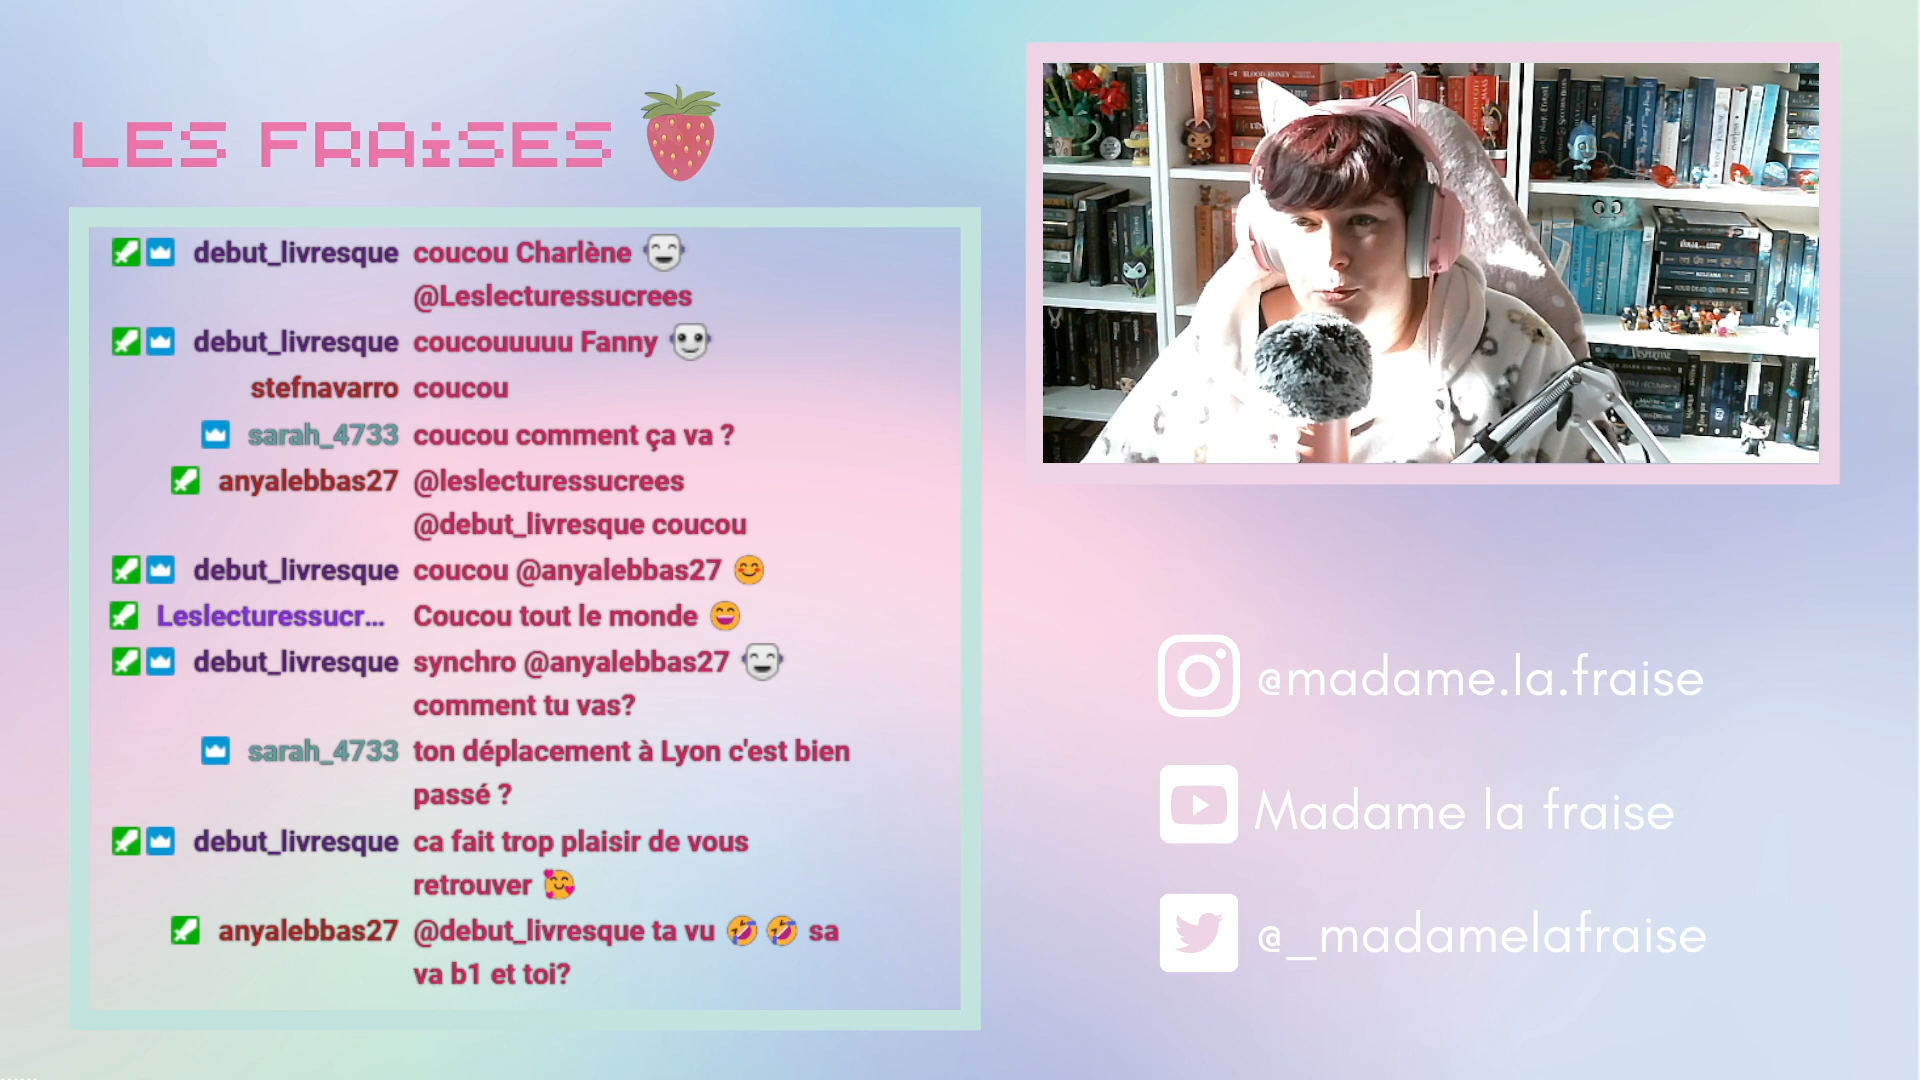 LES FRAISES
debut_livresque coucou Charlène
@Leslecturessucrees
debut_livresque coucouuuuu Fanny
stefnavarro coucou
sarah_4733 coucou comment ça va ?
anyalebbas27 @leslecturessucrees
@debut_livresque coucou
debut_livresque coucou @anyalebbas27 😊
Leslecturessucr... Coucou tout le monde 😄
debut_livresque synchro @anyalebbas27
comment tu vas?
sarah_4733 ton déplacement à Lyon c'est bien
passé ?
debut_livresque ca fait trop plaisir de vous
retrouver 🥰
anyalebbas27 @debut_livresque ta vu 🤣 🤣 sa
va b1 et toi?
BLOOD HONEY
@madame.la.fraise
Madame la fraise
@_madamelafraise